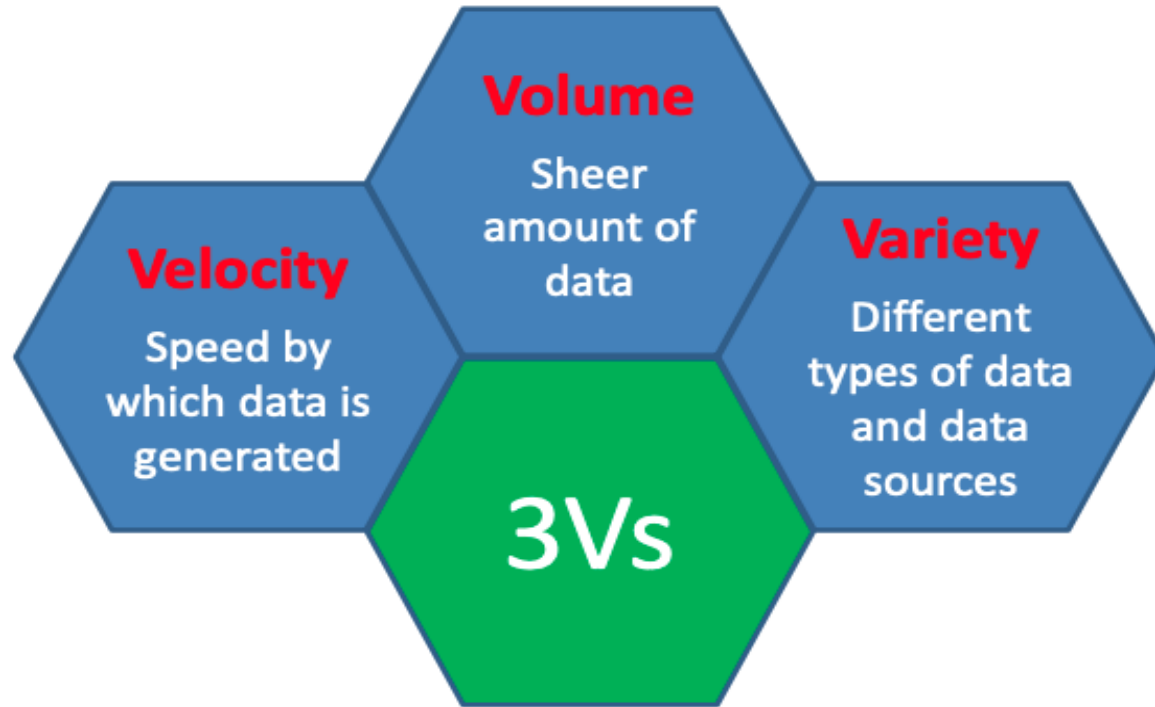 Volume
Sheer
amount of
data
Velocity
Speed by
which data is
generated
Variety
Different
types of data
and data
sources
3Vs